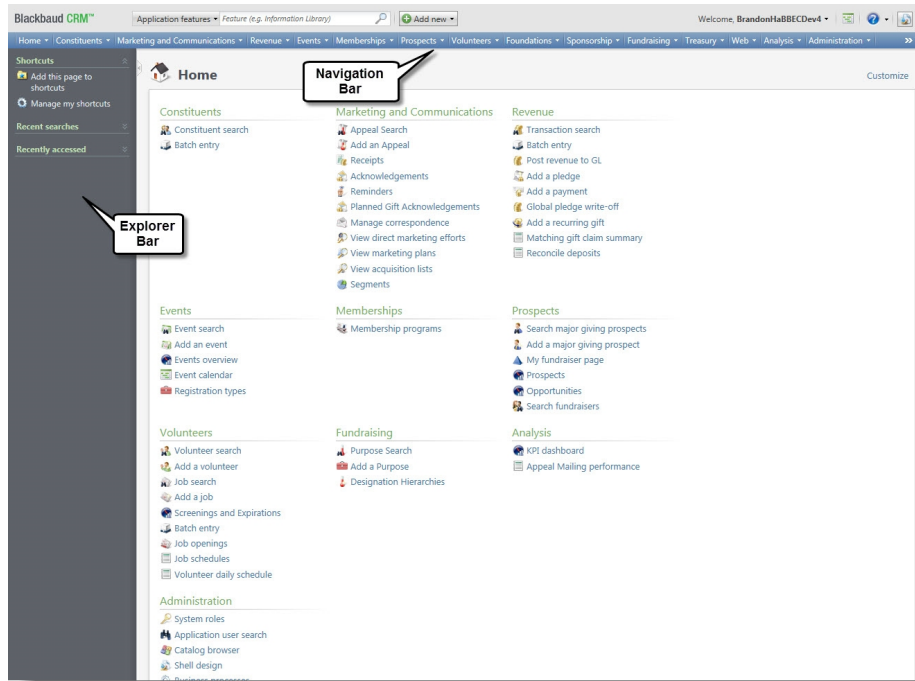 Blackbaud CRM™ Application features Feature (e.g. Information Library) Add new Welcome, BrandonHaBBECDev4
Home Constituents Marketing and Communications Revenue Events Memberships Prospects Volunteers Foundations Sponsorship Fundraising Treasury Web Analysis Administration »
Shortcuts
Add this page to
shortcuts
Manage my shortcuts
Recent searches
Recently accessed
Explorer
Bar
Home
Navigation
Bar
Customize
Constituents
Constituent search
Batch entry
Marketing and Communications
Appeal Search
Add an Appeal
Receipts
Acknowledgements
Reminders
Planned Gift Acknowledgements
Manage correspondence
View direct marketing efforts
View marketing plans
View acquisition lists
Segments
Revenue
Transaction search
Batch entry
Post revenue to GL
Add a pledge
Add a payment
Global pledge write-off
Add a recurring gift
Matching gift claim summary
Reconcile deposits
Events
Event search
Add an event
Events overview
Event calendar
Registration types
Memberships
Membership programs
Prospects
Search major giving prospects
Add a major giving prospect
My fundraiser page
Prospects
Opportunities
Search fundraisers
Volunteers
Volunteer search
Add a volunteer
Job search
Add a job
Screenings and Expirations
Batch entry
Job openings
Job schedules
Volunteer daily schedule
Fundraising
Purpose Search
Add a Purpose
Designation Hierarchies
Analysis
KPI dashboard
Appeal Mailing performance
Administration
System roles
Application user search
Catalog browser
Shell design